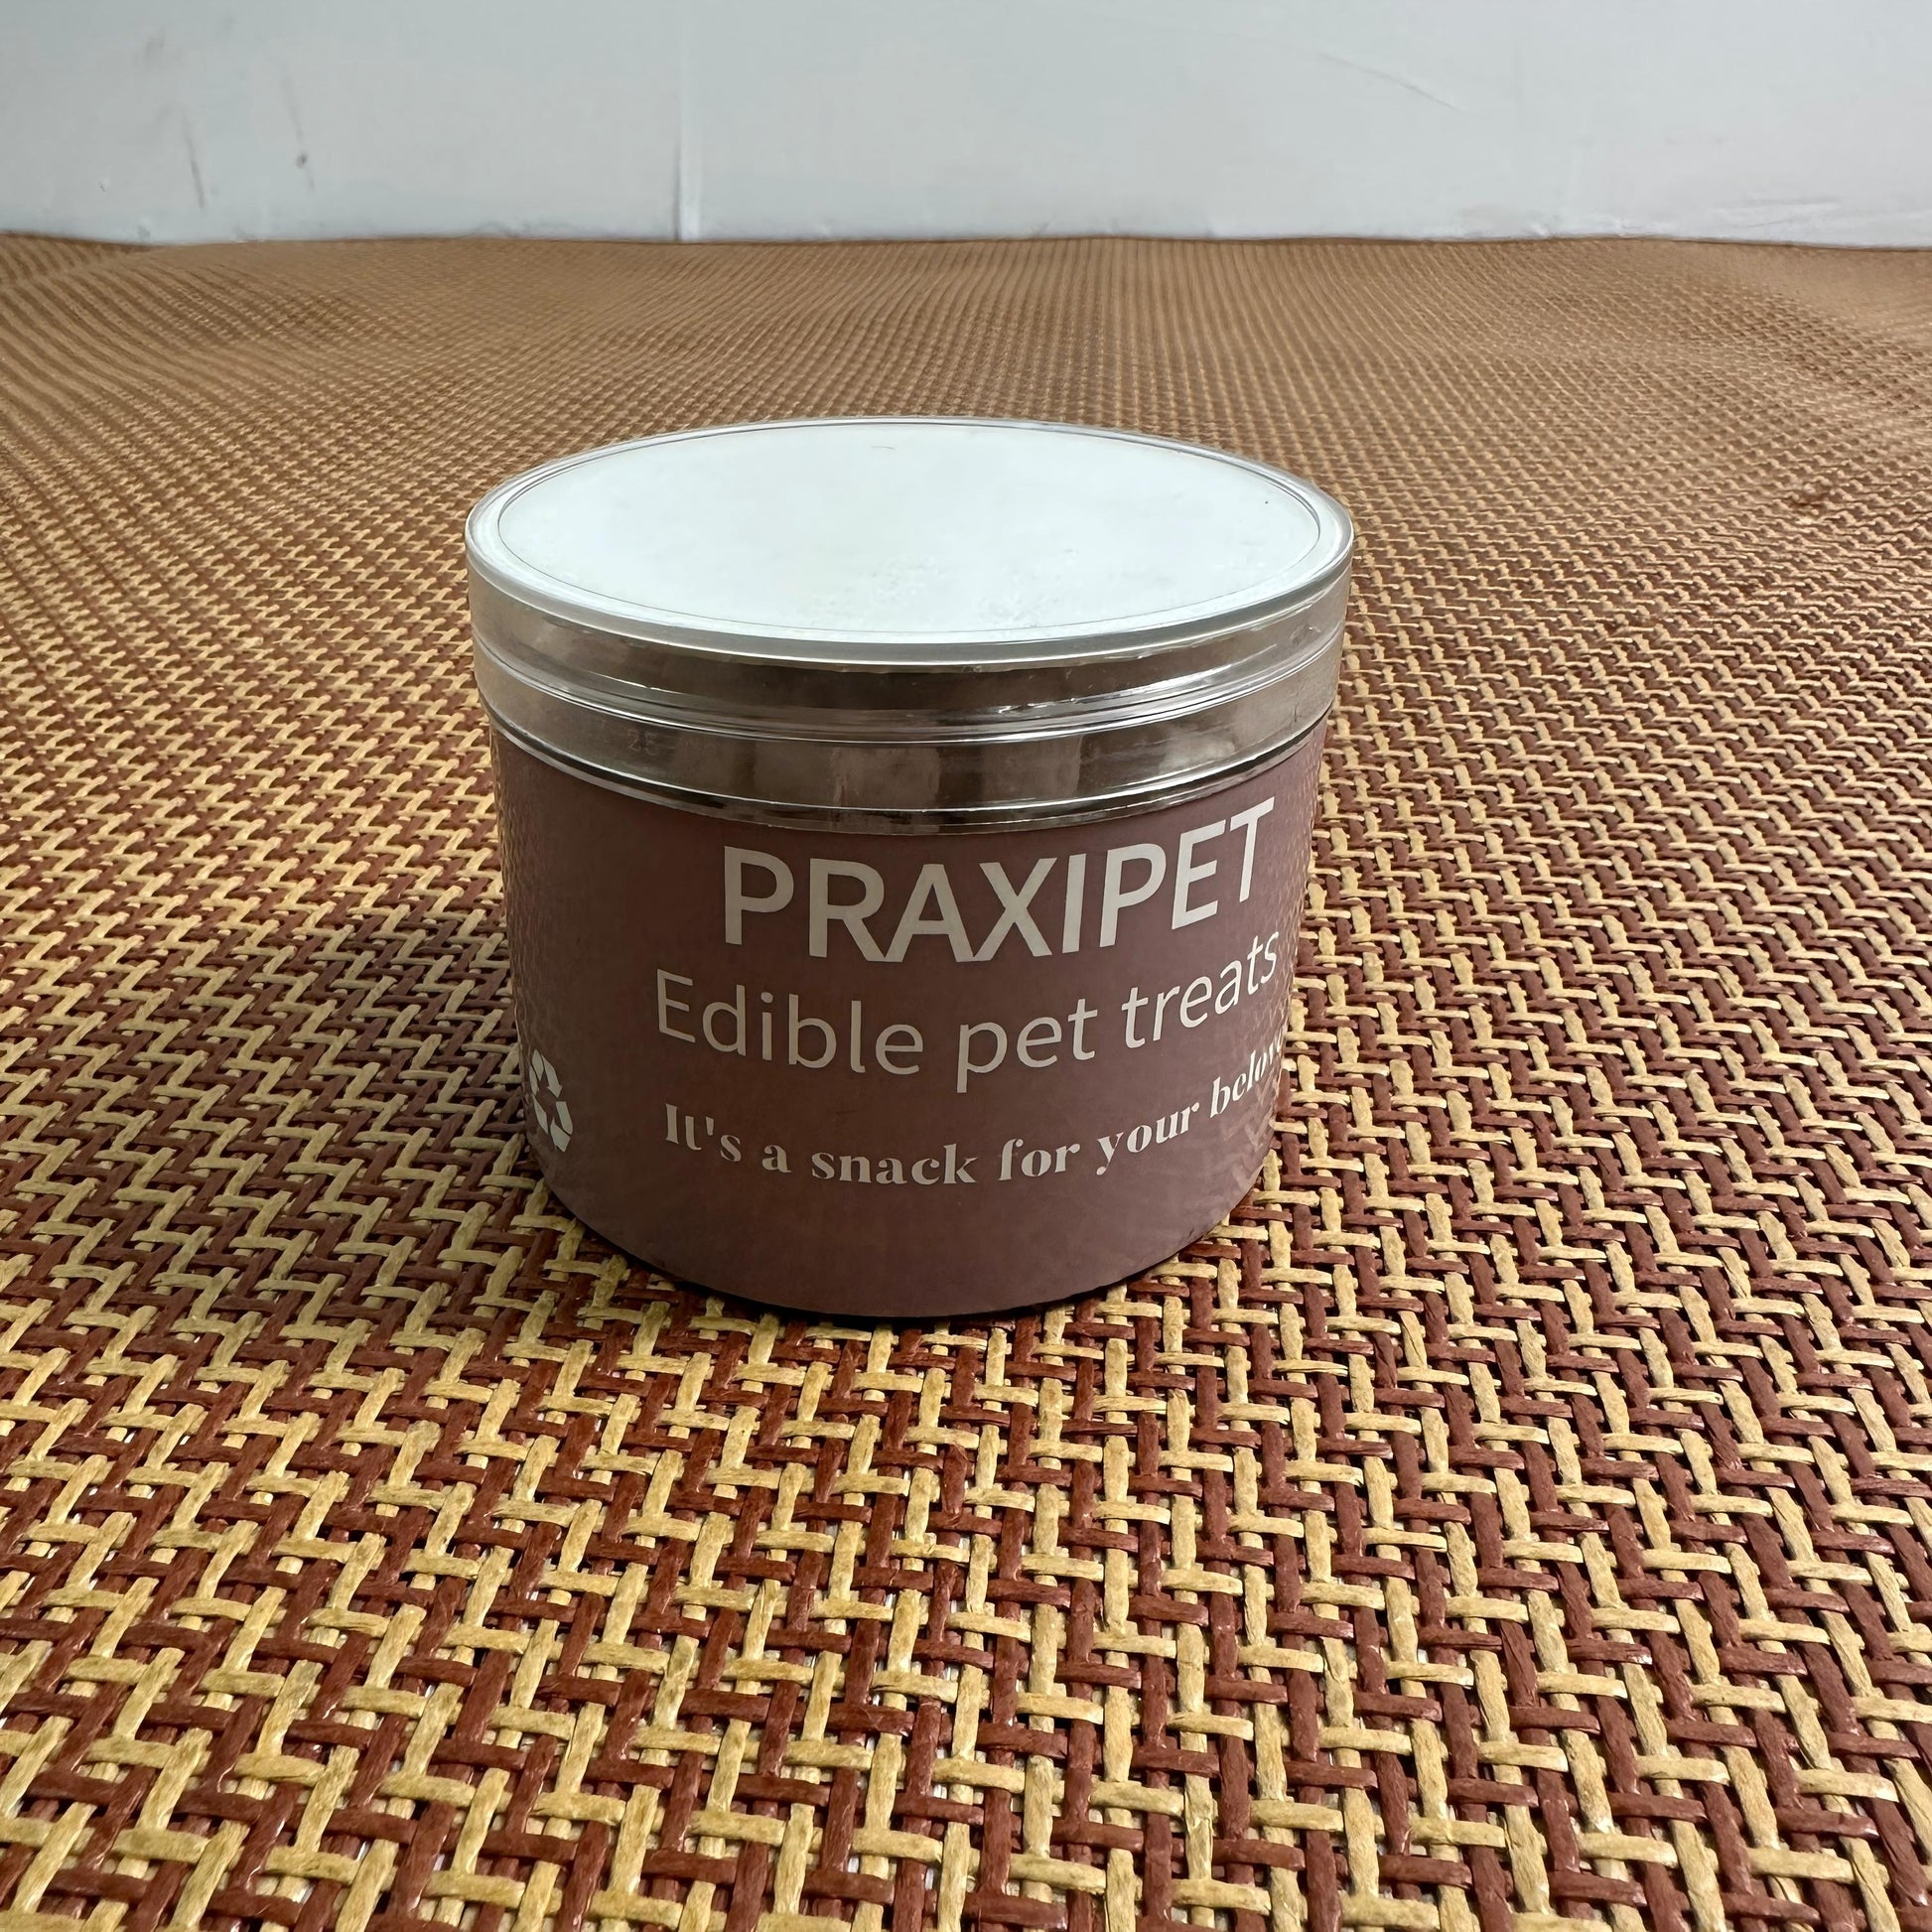 PRAXIPET
Edible pet treats
It's a snack for your